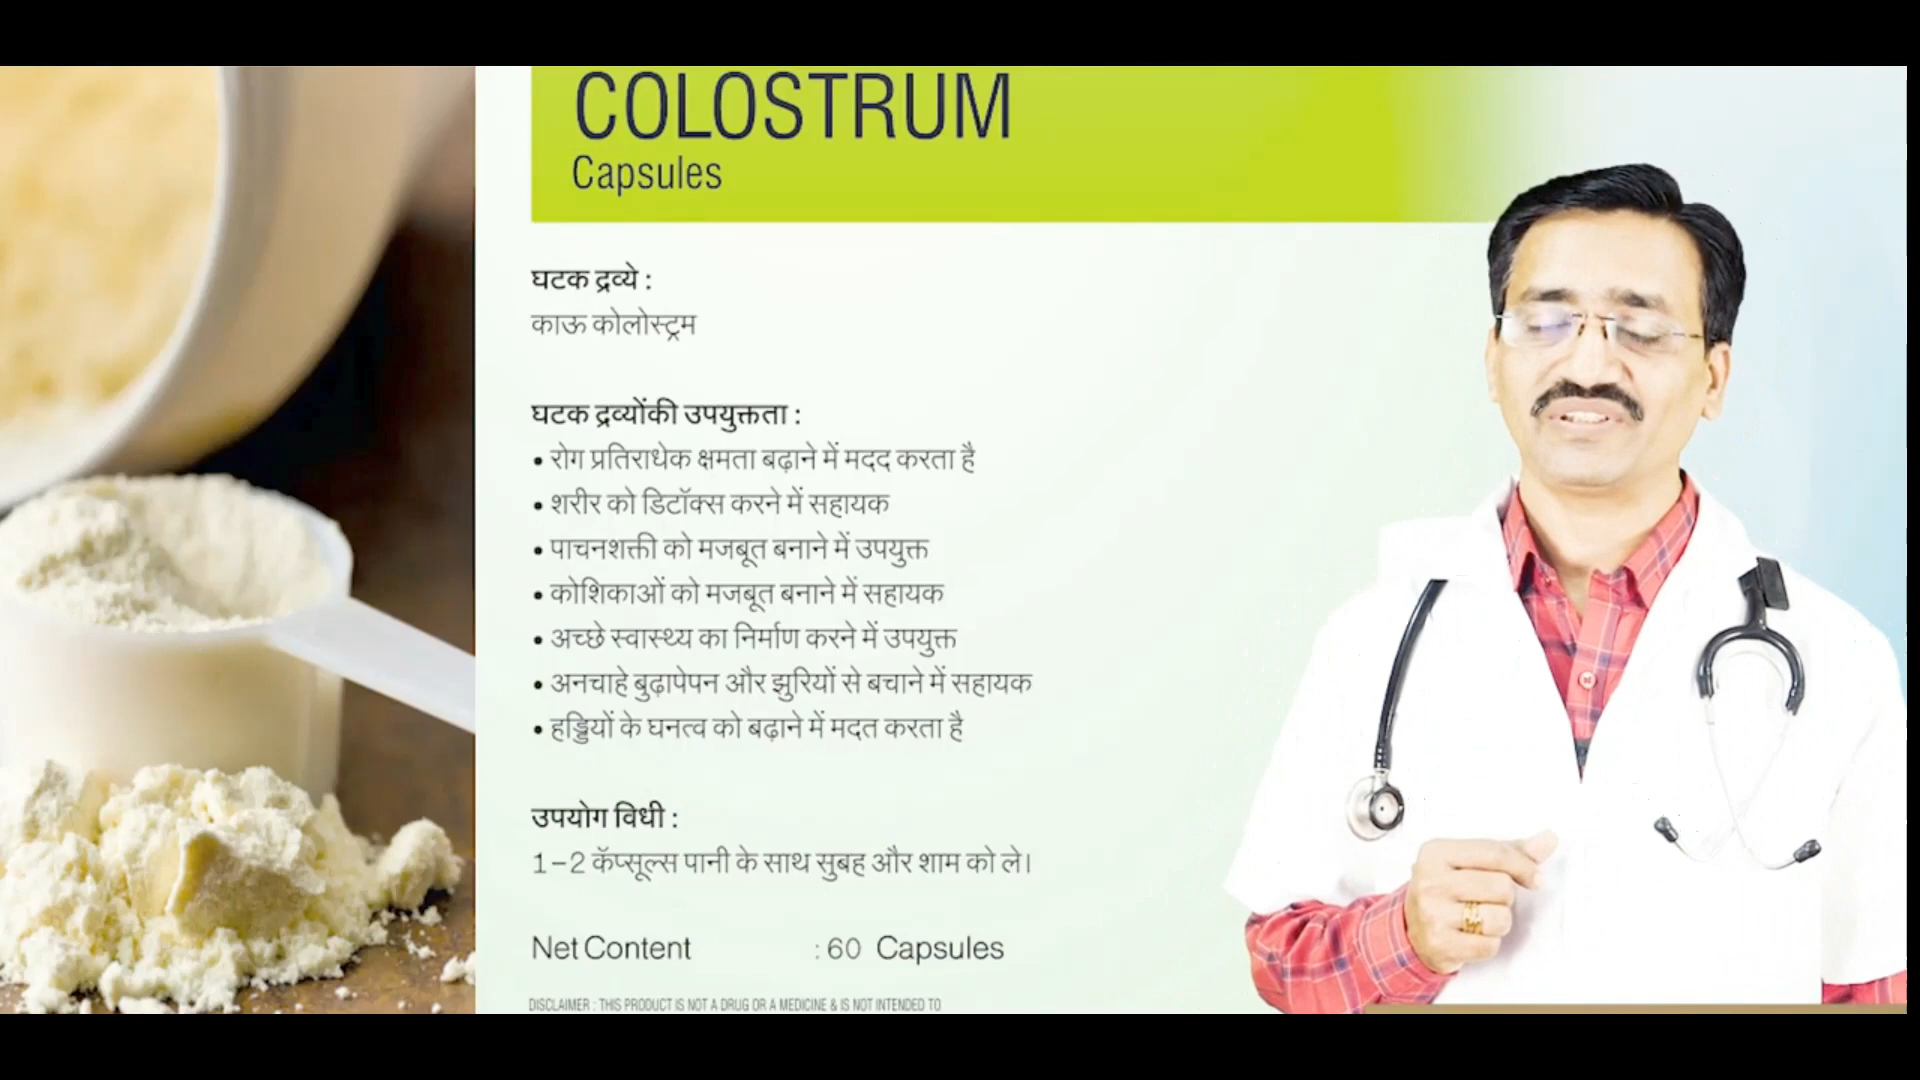 COLOSTRUM
Capsules
घटक द्रव्ये :
काऊ कोलोस्ट्रम
घटक द्रव्योंकी उपयुक्तता :
• रोग प्रतिराधेक क्षमता बढ़ाने में मदद करता है
• शरीर को डिटॉक्स करने में सहायक
• पाचनशक्ती को मजबूत बनाने में उपयुक्त
• कोशिकाओं को मजबूत बनाने में सहायक
• अच्छे स्वास्थ्य का निर्माण करने में उपयुक्त
• अनचाहे बुढ़ापेपन और झुरियों से बचाने में सहायक
• हड्डियों के घनत्व को बढ़ाने में मदत करता है
उपयोग विधी :
1-2 कॅप्सूल्स पानी के साथ सुबह और शाम को ले।
Net Content : 60 Capsules
DISCLAIMER : THIS PRODUCT IS NOT A DRUG OR A MEDICINE & IS NOT INTENDED TO